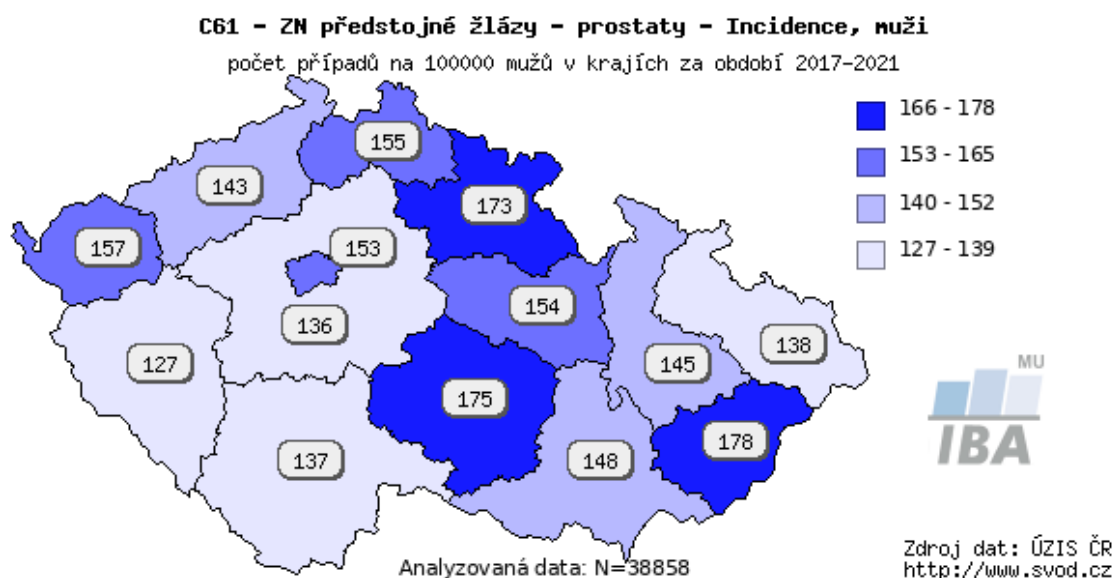 C61 - ZN předstojné žlázy - prostaty - Incidence, muži
počet případů na 100000 mužů v krajích za období 2017-2021
166 - 178
153 - 165
140 - 152
127 - 139
155
143
173
157
153
154
136
138
127
145
175
178
137
148
MU
IBA
Analyzovaná data: N=38858
Zdroj dat: ÚZIS ČR
http://www.svod.cz